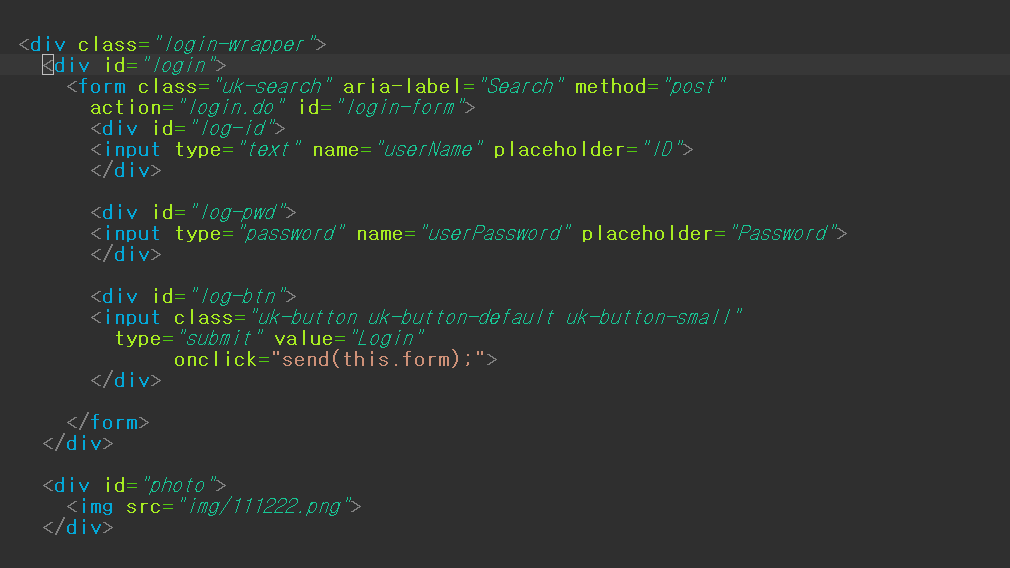 <div class="login-wrapper">
<div id="login">
<form class="uk-search" aria-label="Search" method="post"
action="login.do" id="login-form">
<div id="log-id">
<input type="text" name="userName" placeholder="ID">
</div>
<div id="log-pwd">
<input type="password" name="userPassword" placeholder="Password">
</div>
<div id="log-btn">
<input class="uk-button uk-button-default uk-button-small"
type="submit" value="Login"
onclick="send(this.form);">
</div>
</form>
</div>
<div id="photo">
<img src="img/111222.png">
</div>